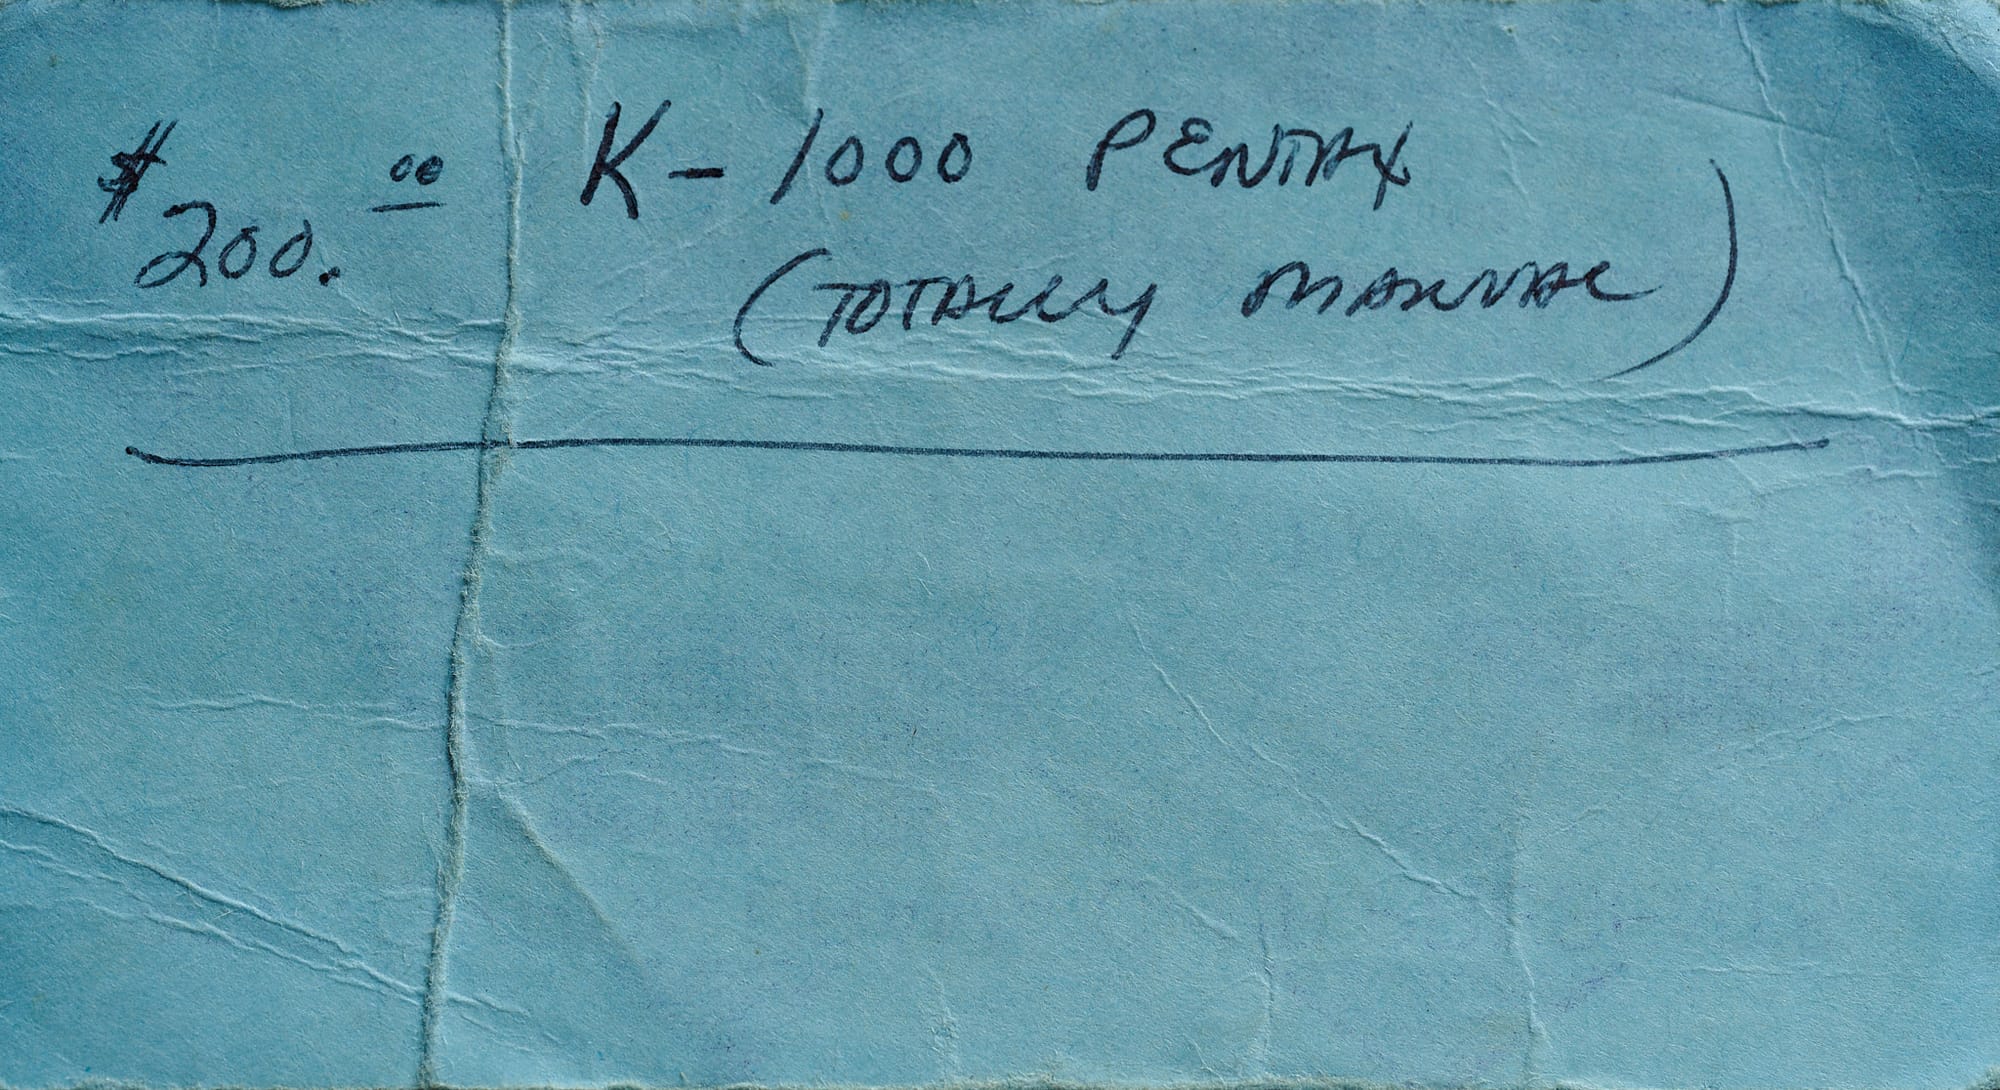 $200.00 K-1000 PENTAX
(TOTALLY MANUAL)